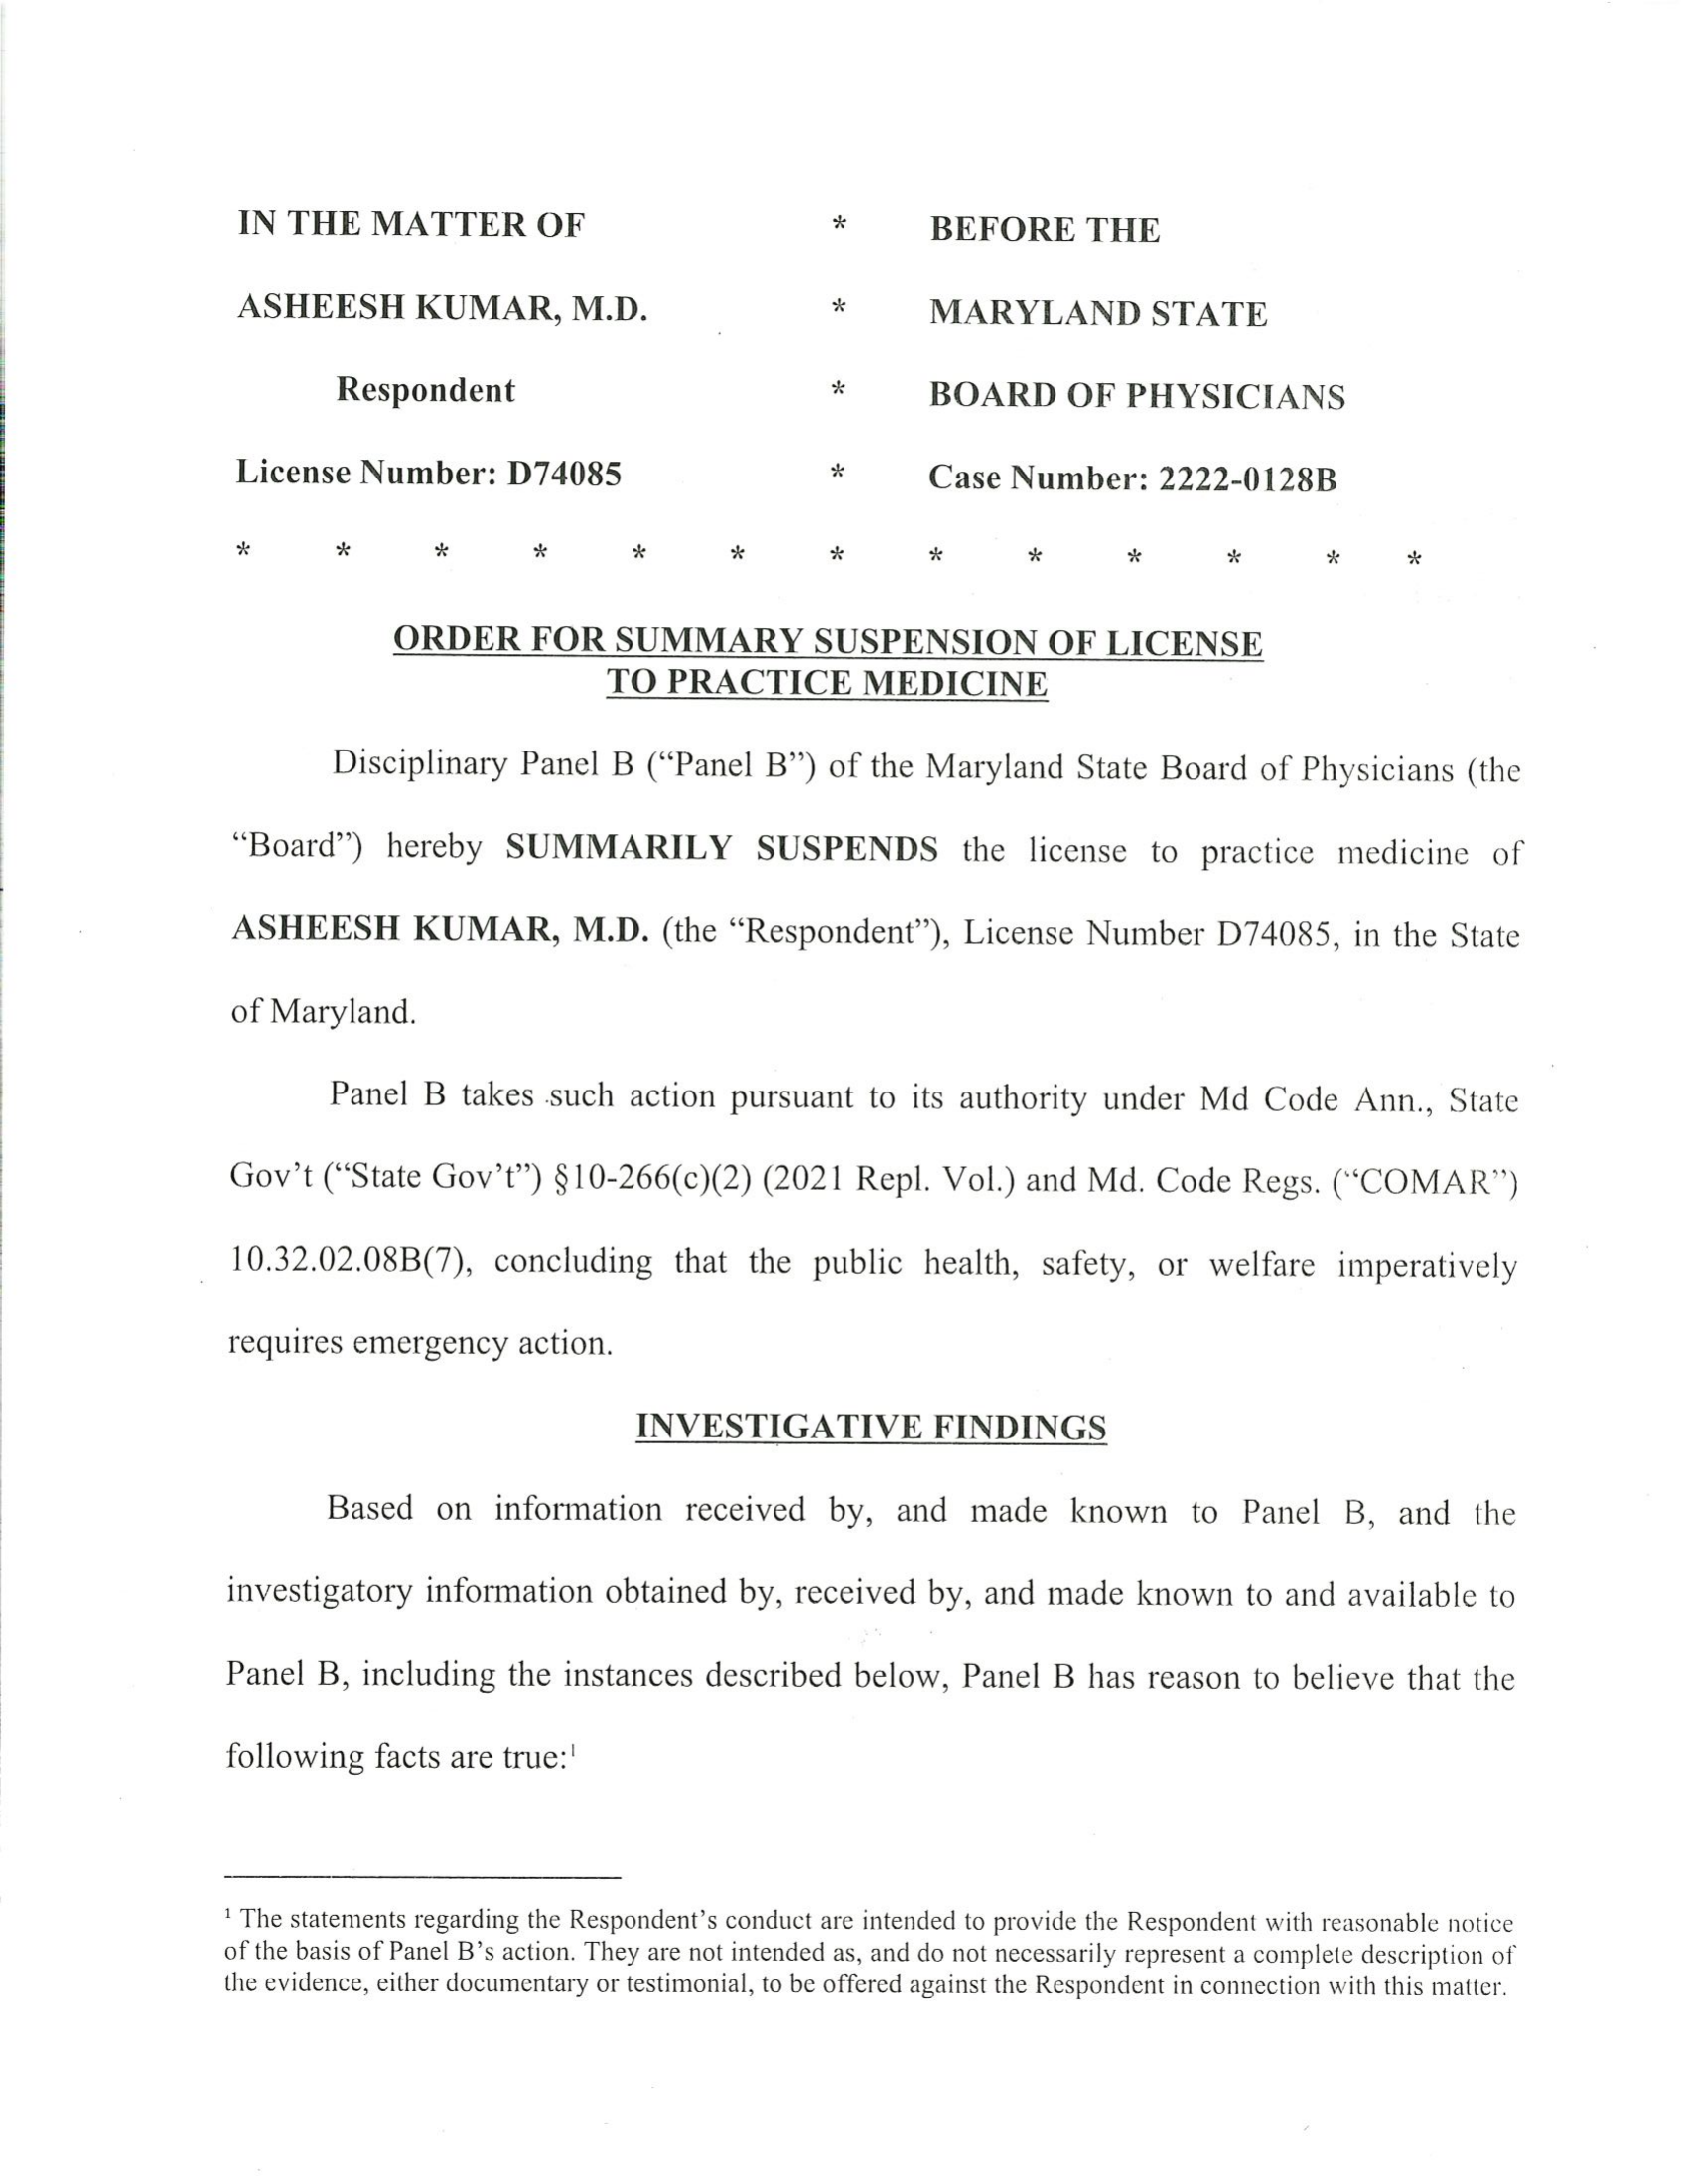 IN THE MATTER OF * BEFORE THE
ASHEESH KUMAR, M.D. * MARYLAND STATE
Respondent * BOARD OF PHYSICIANS
License Number: D74085 * Case Number: 2222-0128B
* * * * * * * * * * * * *
ORDER FOR SUMMARY SUSPENSION OF LICENSE
TO PRACTICE MEDICINE
Disciplinary Panel B (“Panel B”) of the Maryland State Board of Physicians (the
“Board”) hereby SUMMARILY SUSPENDS the license to practice medicine of
ASHEESH KUMAR, M.D. (the “Respondent”), License Number D74085, in the State
of Maryland.
Panel B takes such action pursuant to its authority under Md Code Ann., State
Gov’t (“State Gov’t”) §10-266(c)(2) (2021 Repl. Vol.) and Md. Code Regs. (“COMAR”)
10.32.02.08B(7), concluding that the public health, safety, or welfare imperatively
requires emergency action.
INVESTIGATIVE FINDINGS
Based on information received by, and made known to Panel B, and the
investigatory information obtained by, received by, and made known to and available to
Panel B, including the instances described below, Panel B has reason to believe that the
following facts are true:¹
¹ The statements regarding the Respondent’s conduct are intended to provide the Respondent with reasonable notice
of the basis of Panel B’s action. They are not intended as, and do not necessarily represent a complete description of
the evidence, either documentary or testimonial, to be offered against the Respondent in connection with this matter.